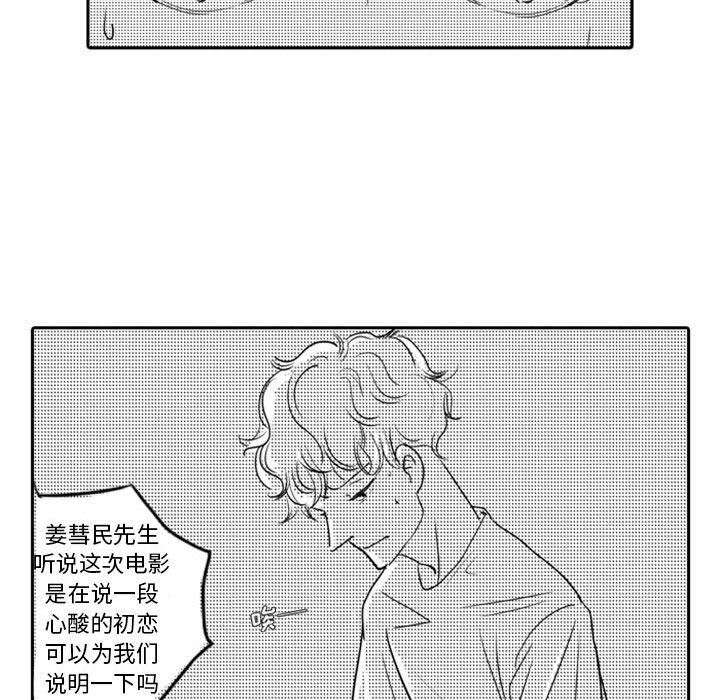 姜彗民先生
听说这次电影
是在说一段
心酸的初恋
可以为我们
说明一下吗
唉